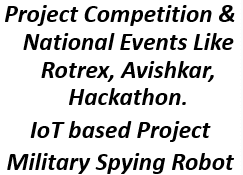 Project Competition &
National Events Like
Rotrex, Avishkar,
Hackathon.
IoT based Project
Military Spying Robot